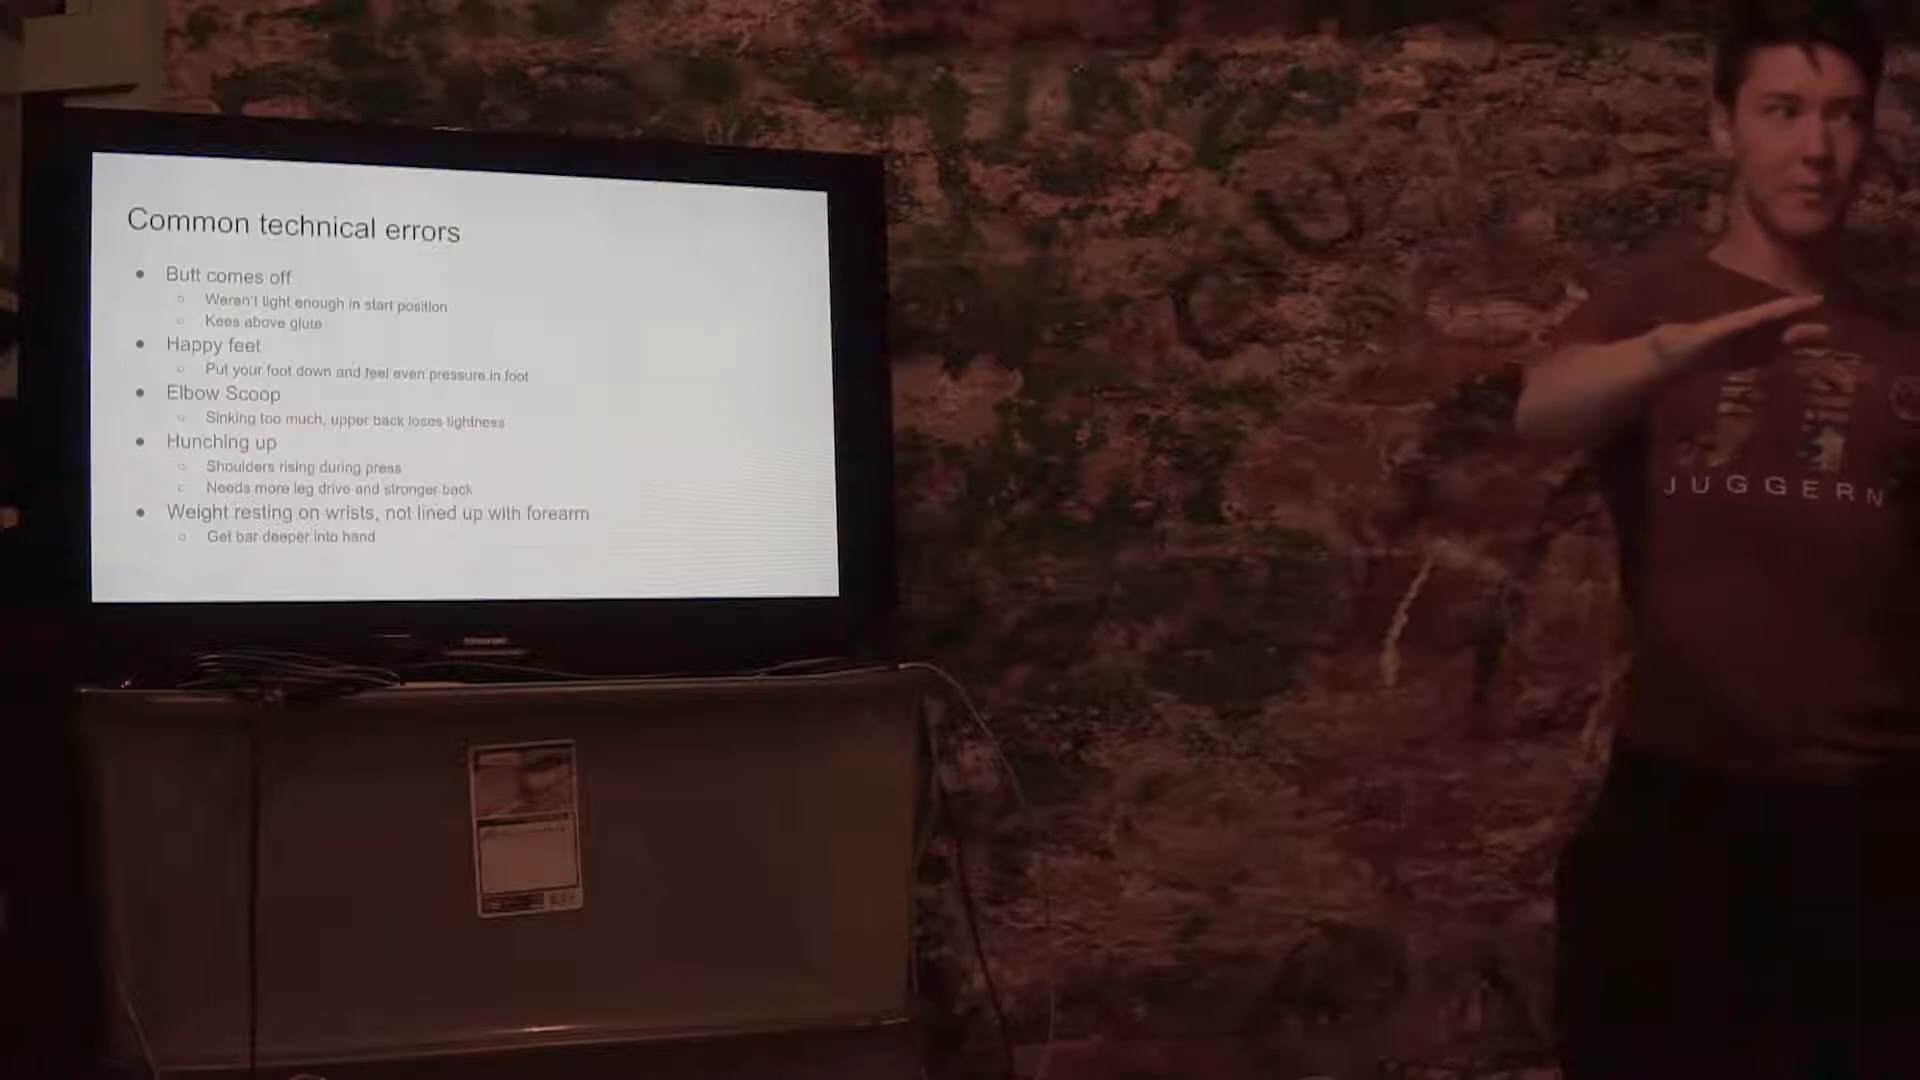 Common technical errors
Butt comes off
Weren't tight enough in start position
Kees above glute
Happy feet
Put your foot down and feel even pressure in foot
Elbow Scoop
Sinking too much, upper back loses tightness
Hunching up
Shoulders rising during press
Needs more leg drive and stronger back
Weight resting on wrists, not lined up with forearm
Get bar deeper into hand
JUGGERN